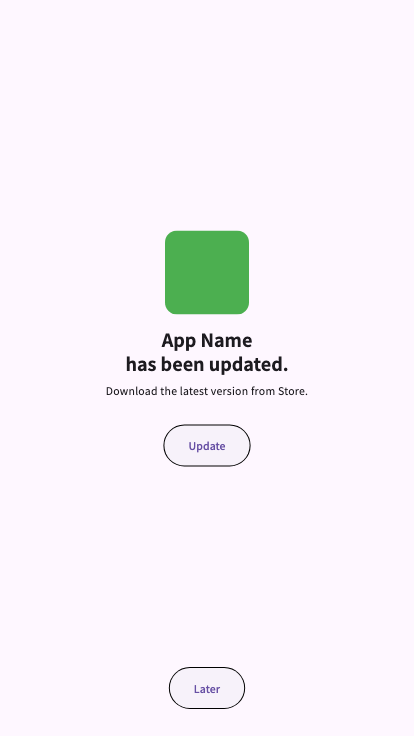 App Name
has been updated.
Download the latest version from Store.
Update
Later